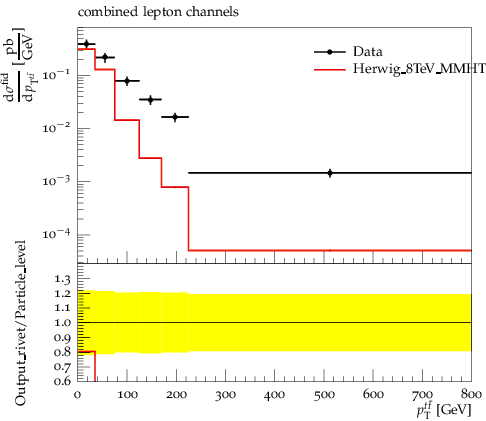 combined lepton channels
dσ^fid / dp_T^tt̄ [pb/GeV]
Data
Herwig_8TeV_MMHT
10⁻¹
10⁻²
10⁻³
10⁻⁴
Output_rivet/Particle_level
1.3
1.2
1.1
1.0
0.9
0.8
0.7
0.6
0 100 200 300 400 500 600 700 800
p_T^tt̄ [GeV]